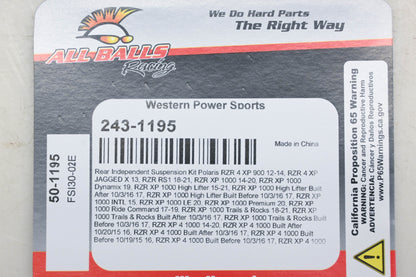 We Do Hard Parts
The Right Way
ALL BALLS
Racing
Western Power Sports
243-1195
Made in China
Rear Independent Suspension Kit Polaris RZR 4 XP 900 12-14, RZR 4 XP
JAGGED X 13, RZR RS1 18-21, RZR XP 1000 14-20, RZR XP 1000
Dynamix 19, RZR XP 1000 High Lifter 15-21, RZR XP 1000 High Lifter Built
After 10/3/16 17, RZR XP 1000 High Lifter Built Before 10/3/16 17, RZR XP
1000 INTL 15, RZR XP 1000 LE 20, RZR XP 1000 Premium 20, RZR XP
1000 Ride Command 17-19, RZR XP 1000 Trails & Rocks 18-21, RZR XP
1000 Trails & Rocks Built After 10/3/16 17, RZR XP 1000 Trails & Rocks Built
Before 10/3/16 17, RZR XP 4 1000 14-20, RZR XP 4 1000 Built After
10/20/15 16, RZR XP 4 1000 Built After 10/3/16 17, RZR XP 4 1000 Built
Before 10/19/15 16, RZR XP 4 1000 Built Before 10/3/16 17, RZR XP 4 1000
50-1195
FSI30-02E
California Proposition 65 Warning
WARNING: Cancer and Reproductive Harm
ADVERTENCIA: Cáncer y Daños Reproductivos
www.P65Warnings.ca.gov